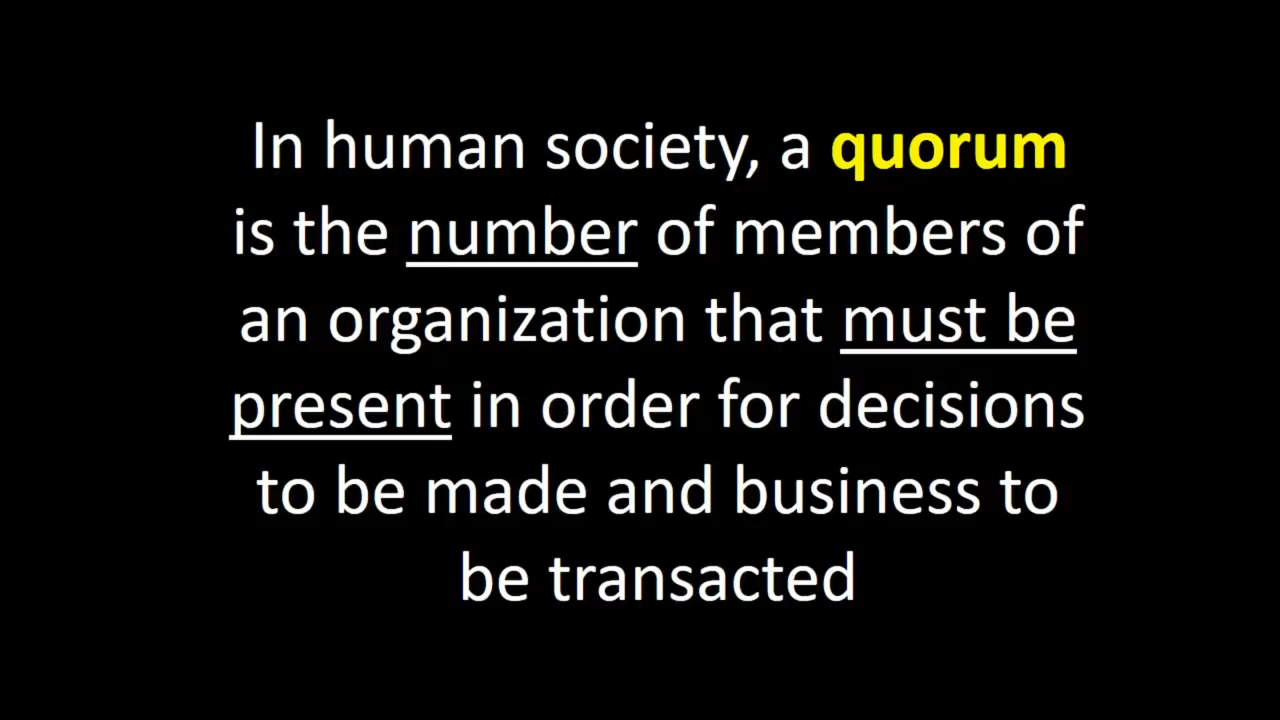 In human society, a quorum
is the number of members of
an organization that must be
present in order for decisions
to be made and business to
be transacted